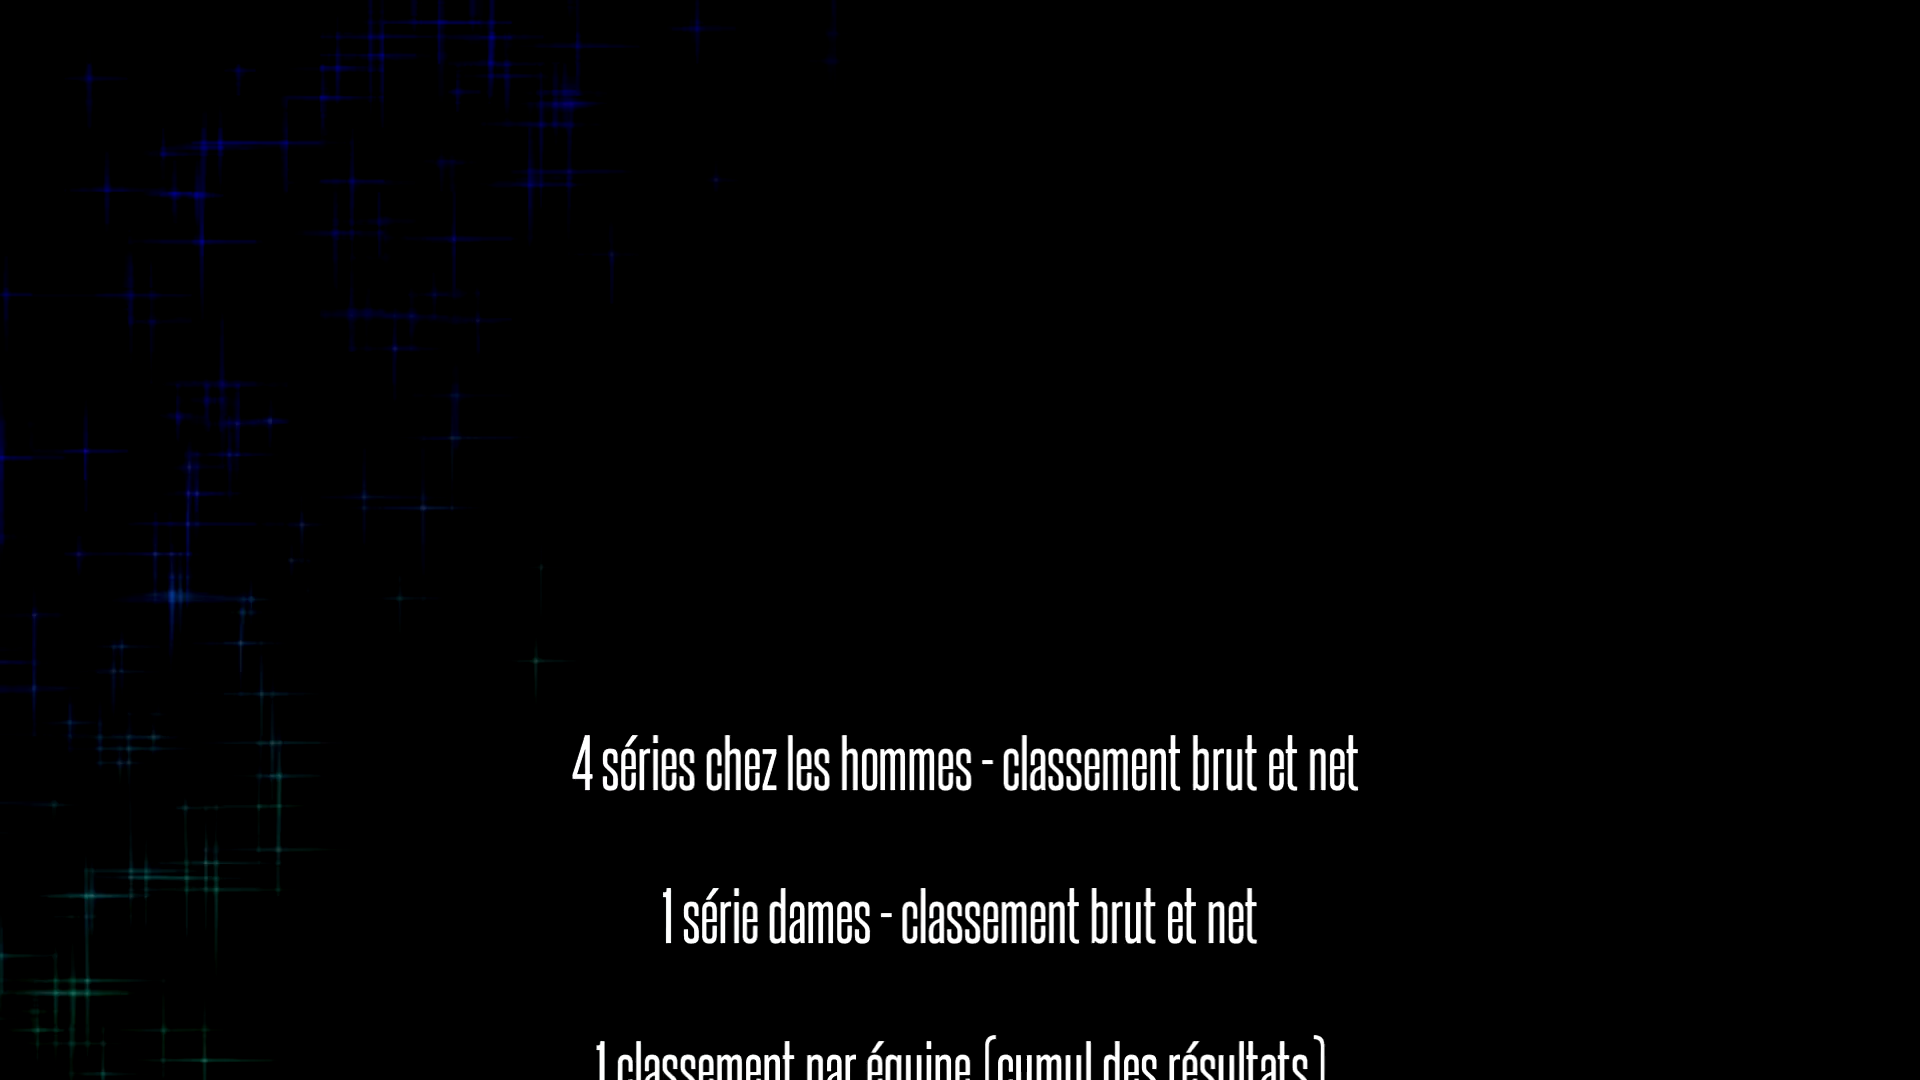 4 séries chez les hommes - classement brut et net
1 série dames - classement brut et net
1 classement par équipe (cumul des résultats)